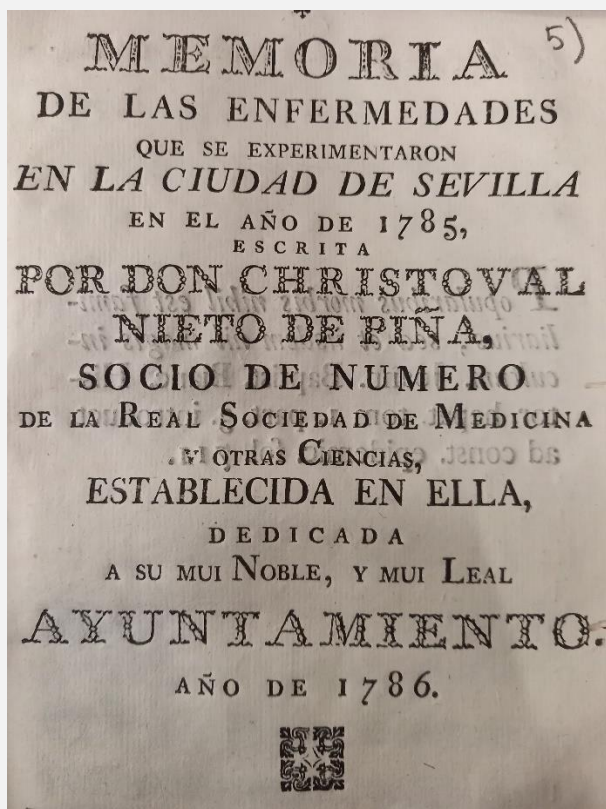 5)
MEMORIA
DE LAS ENFERMEDADES
QUE SE EXPERIMENTARON
EN LA CIUDAD DE SEVILLA
EN EL AÑO DE 1785,
ESCRITA
POR DON CHRISTOVAL
NIETO DE PIÑA,
SOCIO DE NUMERO
DE LA REAL SOCIEDAD DE MEDICINA
Y OTRAS CIENCIAS,
ESTABLECIDA EN ELLA,
DEDICADA
A SU MUI NOBLE, Y MUI LEAL
AYUNTAMIENTO.
AÑO DE 1786.